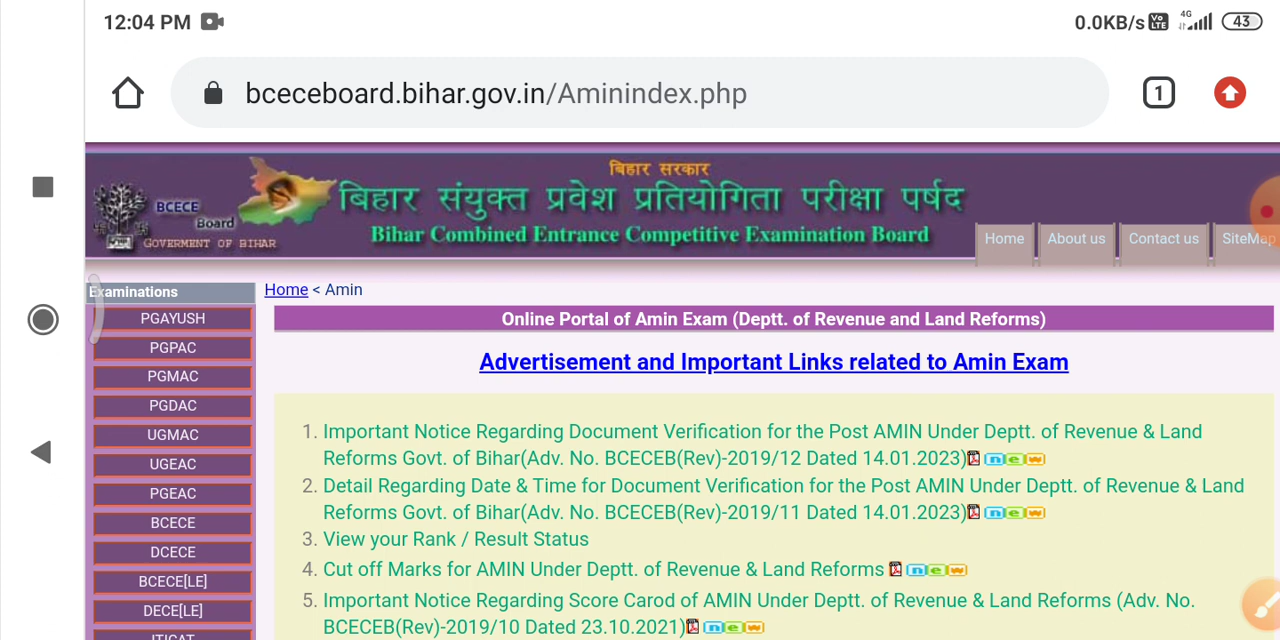 12:04 PM
0.0KB/s Vo LTE 4G 43
bceceboard.bihar.gov.in/Aminindex.php
1
बिहार सरकार
BCECE
Board
GOVERMENT OF BIHAR
बिहार संयुक्त प्रवेश प्रतियोगिता परीक्षा पर्षद
Bihar Combined Entrance Competitive Examination Board
Home About us Contact us SiteMap
Examinations
PGAYUSH
PGPAC
PGMAC
PGDAC
UGMAC
UGEAC
PGEAC
BCECE
DCECE
BCECE[LE]
DECE[LE]
ITICAT
Home < Amin
Online Portal of Amin Exam (Deptt. of Revenue and Land Reforms)
Advertisement and Important Links related to Amin Exam
1. Important Notice Regarding Document Verification for the Post AMIN Under Deptt. of Revenue & Land
Reforms Govt. of Bihar(Adv. No. BCECEB(Rev)-2019/12 Dated 14.01.2023) new
2. Detail Regarding Date & Time for Document Verification for the Post AMIN Under Deptt. of Revenue & Land
Reforms Govt. of Bihar(Adv. No. BCECEB(Rev)-2019/11 Dated 14.01.2023) new
3. View your Rank / Result Status
4. Cut off Marks for AMIN Under Deptt. of Revenue & Land Reforms new
5. Important Notice Regarding Score Carod of AMIN Under Deptt. of Revenue & Land Reforms (Adv. No.
BCECEB(Rev)-2019/10 Dated 23.10.2021) new